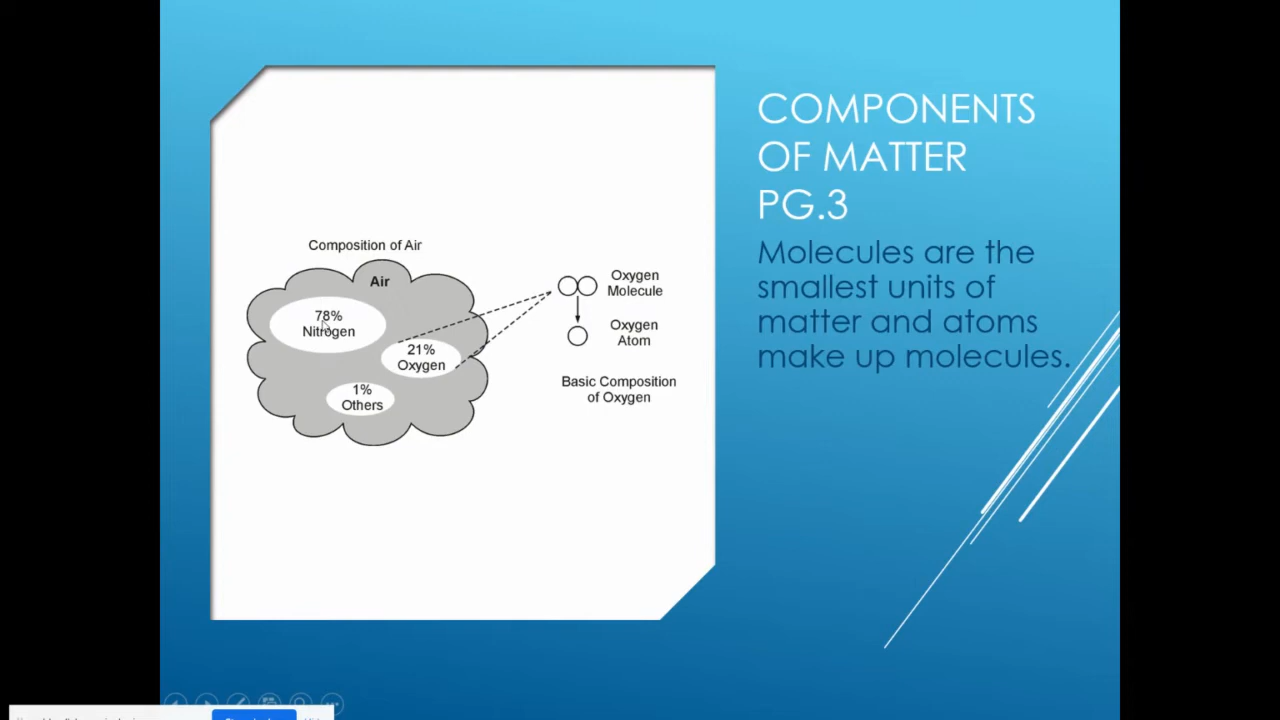 COMPONENTS
OF MATTER
PG.3
Molecules are the
smallest units of
matter and atoms
make up molecules.
Composition of Air
Air
78%
Nitrogen
21%
Oxygen
1%
Others
Oxygen
Molecule
Oxygen
Atom
Basic Composition
of Oxygen